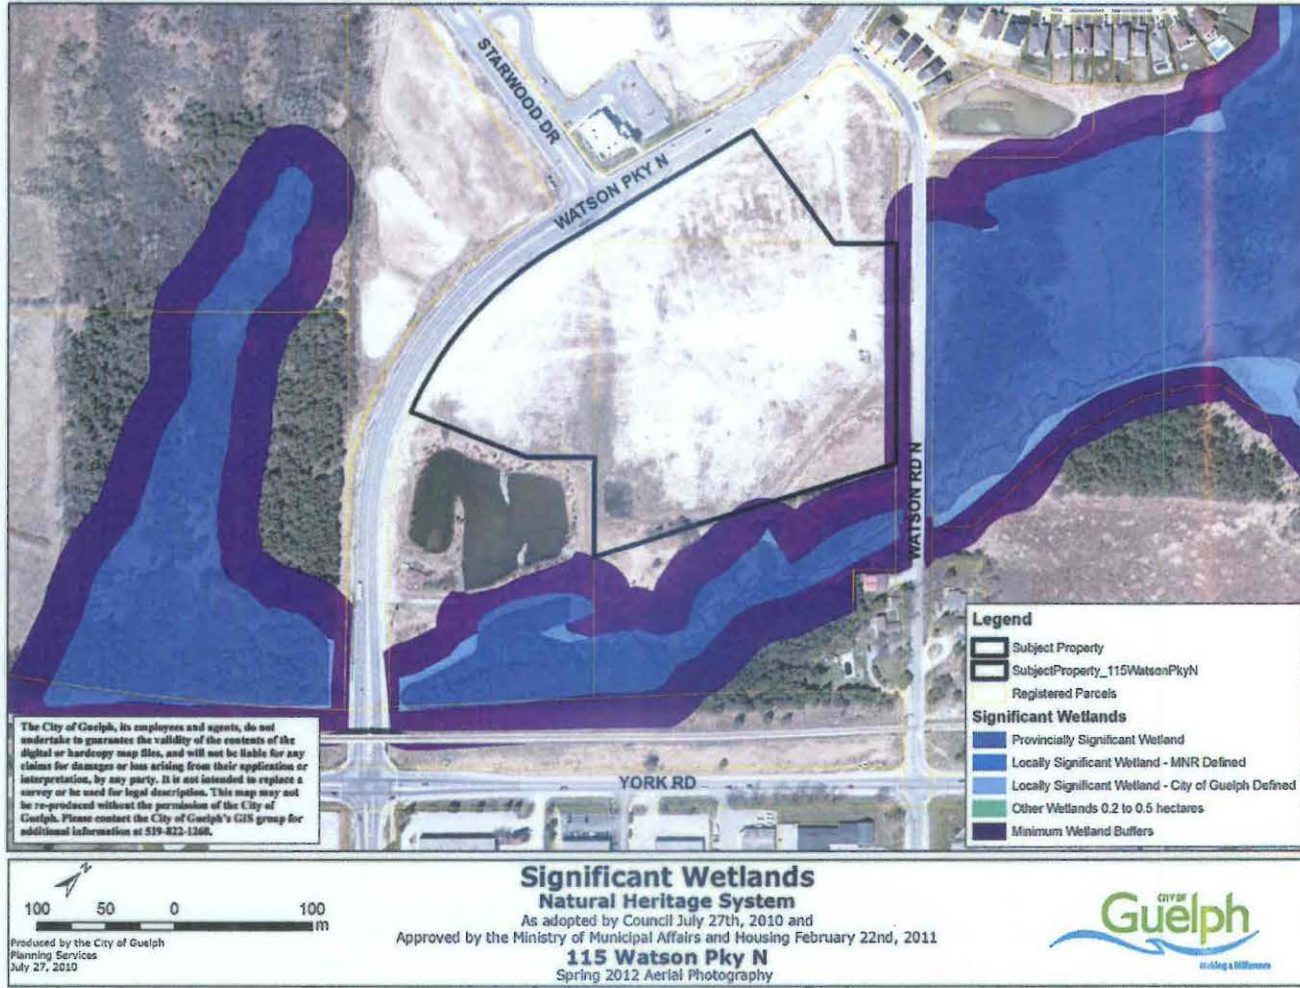 STARWOOD DR
WATSON PKY N
WATSON RD N
YORK RD
Legend
Subject Property
SubjectProperty_115WatsonPkyN
Registered Parcels
Significant Wetlands
Provincially Significant Wetland
Locally Significant Wetland - MNR Defined
Locally Significant Wetland - City of Guelph Defined
Other Wetlands 0.2 to 0.5 hectares
Minimum Wetland Buffers
The City of Guelph, its employees and agents, do not
undertake to guarantee the validity of the contents of the
digital or hardcopy map files, and will not be liable for any
claims for damages or loss arising from their application or
interpretation, by any party. It is not intended to replace a
survey or be used for legal description. This map may not
be re-produced without the permission of the City of
Guelph. Please contact the City of Guelph's GIS group for
additional information at 519-822-1260.
N
100 50 0 100
m
Produced by the City of Guelph
Planning Services
July 27, 2010
Significant Wetlands
Natural Heritage System
As adopted by Council July 27th, 2010 and
Approved by the Ministry of Municipal Affairs and Housing February 22nd, 2011
115 Watson Pky N
Spring 2012 Aerial Photography
CITY OF
Guelph
Making a Difference